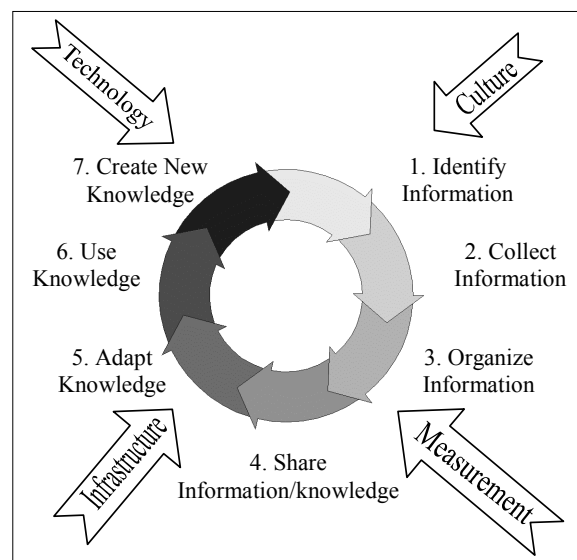 Technology
Culture
7. Create New
Knowledge
1. Identify
Information
6. Use
Knowledge
2. Collect
Information
5. Adapt
Knowledge
3. Organize
Information
4. Share
Information/knowledge
Infrastructure
Measurement